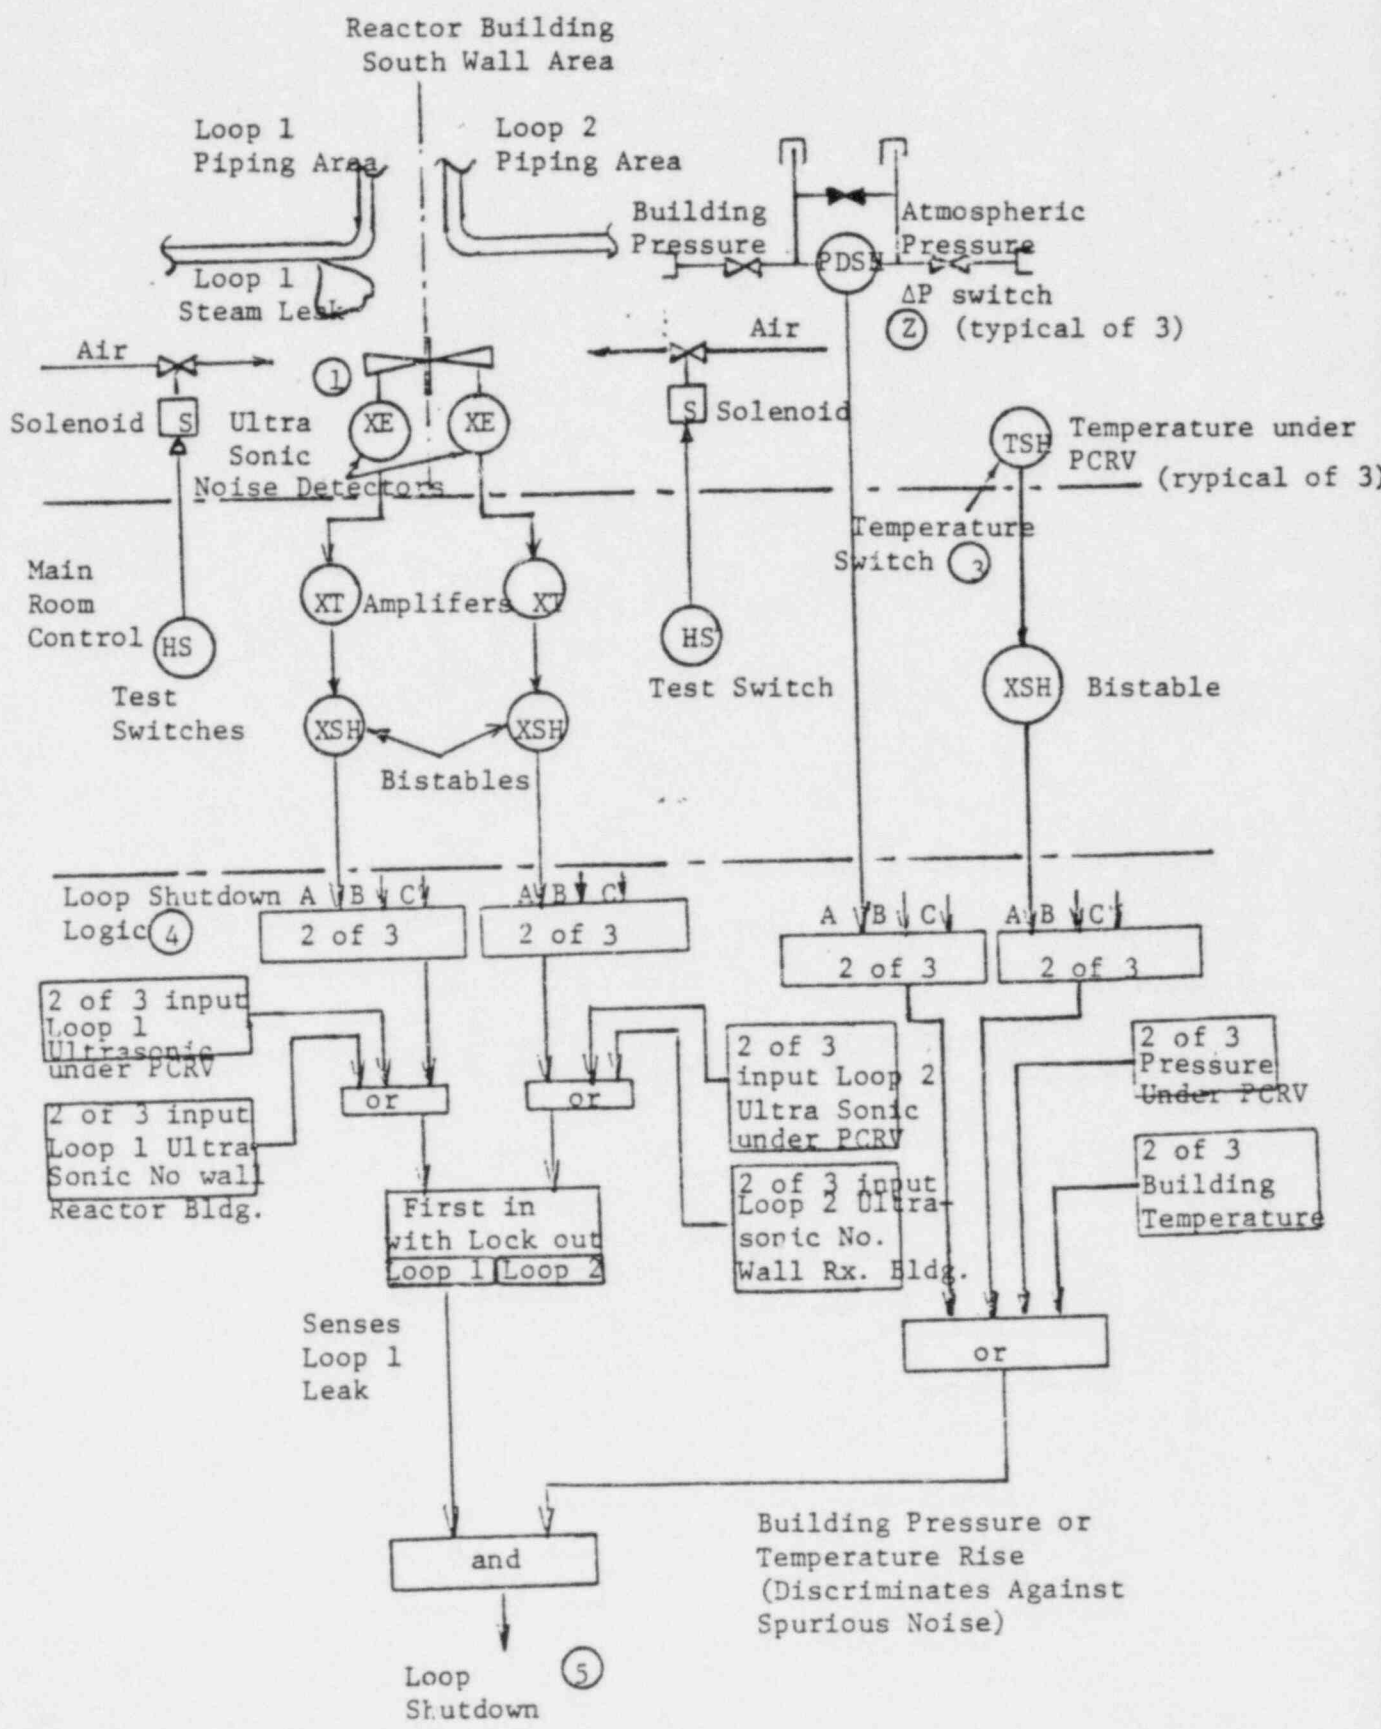 Reactor Building
South Wall Area
Loop 1
Piping Area
Loop 2
Piping Area
Building
Pressure
Atmospheric
Pressure
PDSH
ΔP switch
2 (typical of 3)
Loop 1
Steam Leak
Air
Air
1
Solenoid
S
Ultra
Sonic
Noise Detectors
XE
XE
S
Solenoid
TSH
Temperature under
PCRV
(rypical of 3)
Temperature
Switch 3
Main
Room
Control
HS
Test
Switches
XT
Amplifers
XT
HS
Test Switch
XSH
XSH
Bistables
XSH
Bistable
Loop Shutdown
Logic 4
A B C
2 of 3
A B C
2 of 3
A B C
2 of 3
A B C
2 of 3
2 of 3 input
Loop 1
Ultrasonic
under PCRV
2 of 3 input
Loop 1 Ultra
Sonic No wall
Reactor Bldg.
or
or
2 of 3
input Loop 2
Ultra Sonic
under PCRV
2 of 3 input
Loop 2 Ultra-
sonic No.
Wall Rx. Bldg.
2 of 3
Pressure
Under PCRV
2 of 3
Building
Temperature
First in
with Lock out
Loop 1
Loop 2
Senses
Loop 1
Leak
or
and
Building Pressure or
Temperature Rise
(Discriminates Against
Spurious Noise)
Loop
Shutdown
5